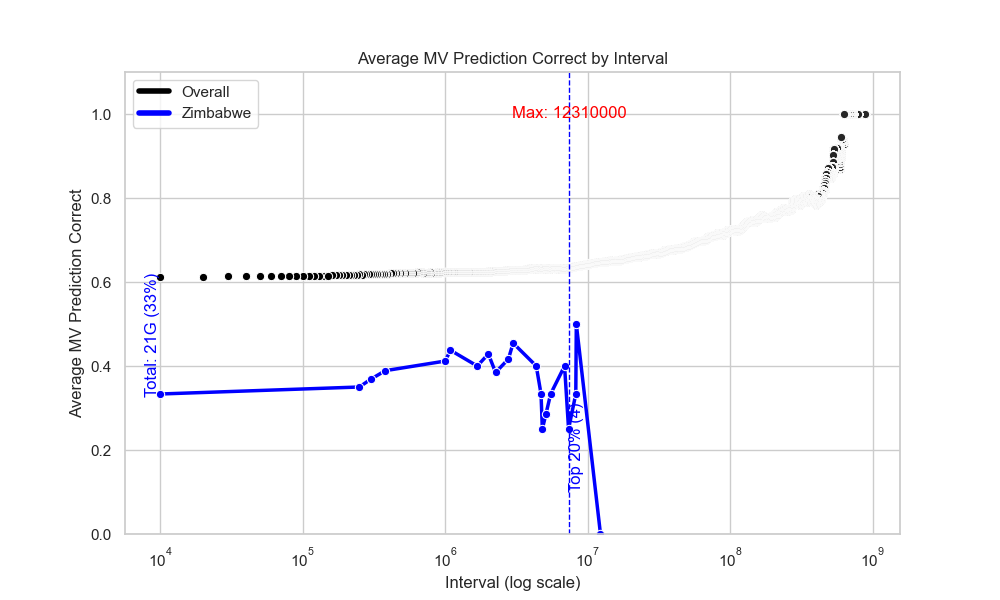 Average MV Prediction Correct by Interval
Overall
Zimbabwe
Max: 12310000
Average MV Prediction Correct
1.0
0.8
0.6
0.4
0.2
0.0
Total: 21G (33%)
Top 20% (4)
10^4
10^5
10^6
10^7
10^8
10^9
Interval (log scale)